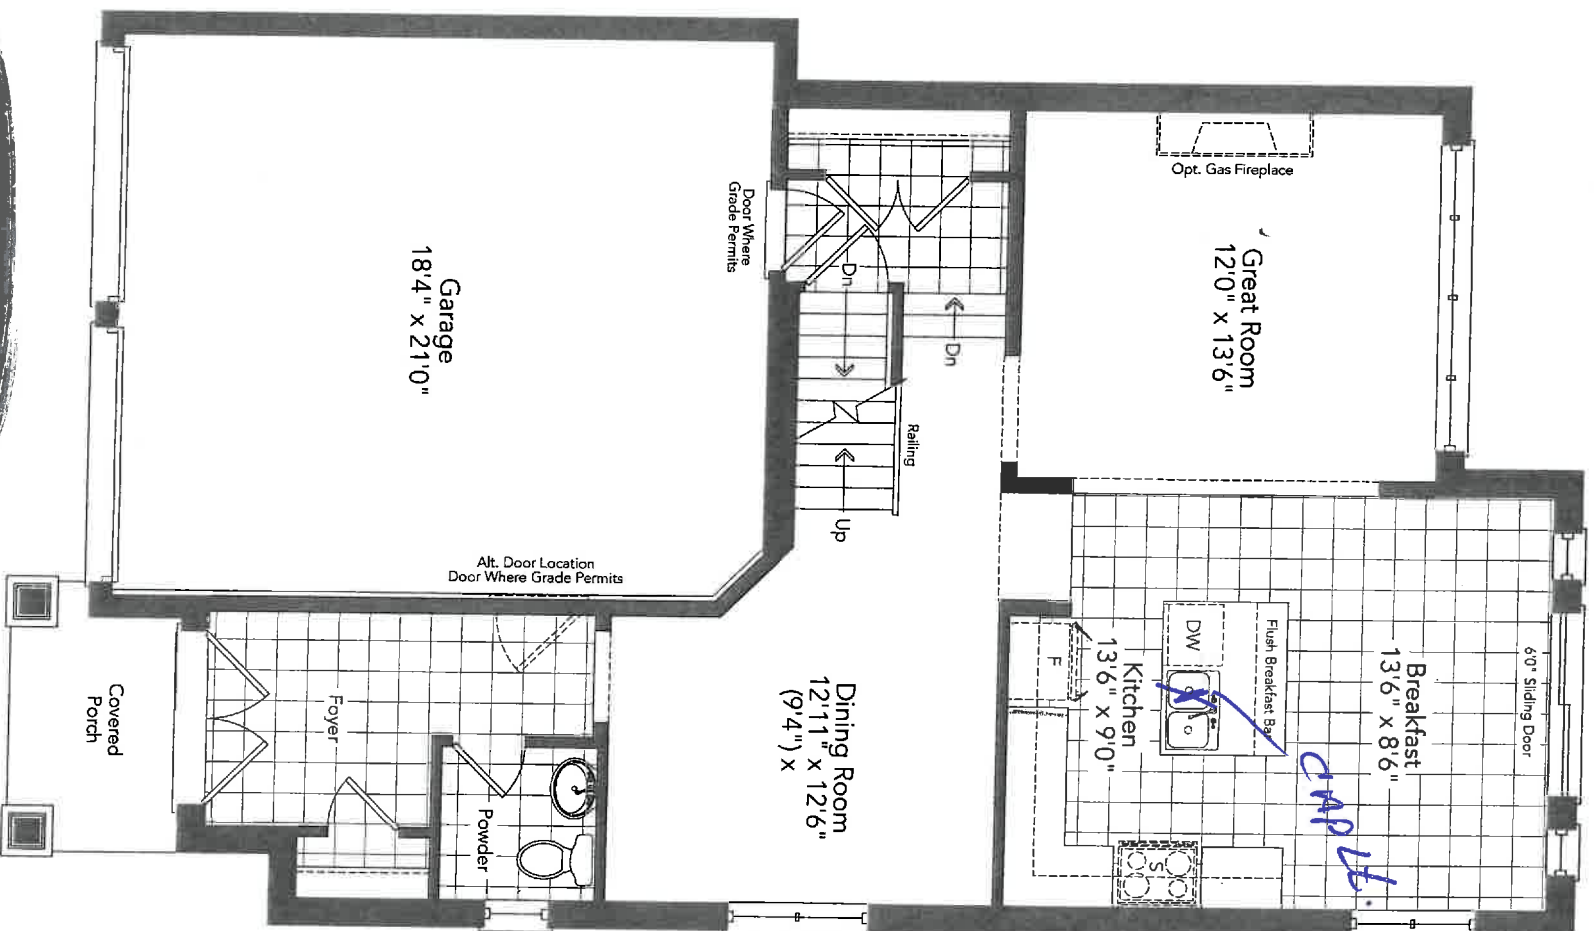 6'0" Sliding Door
Breakfast
13'6" x 8'6"
CAP Lt.
Flush Breakfast Bar
Opt. Gas Fireplace
Great Room
12'0" x 13'6"
DW
S
Kitchen
13'6" x 9'0"
F
Dn
Railing
Dn
Up
Dining Room
12'11" x 12'6"
(9'4") x
Door Where
Grade Permits
Alt. Door Location
Door Where Grade Permits
Powder
Garage
18'4" x 21'0"
Foyer
Covered
Porch